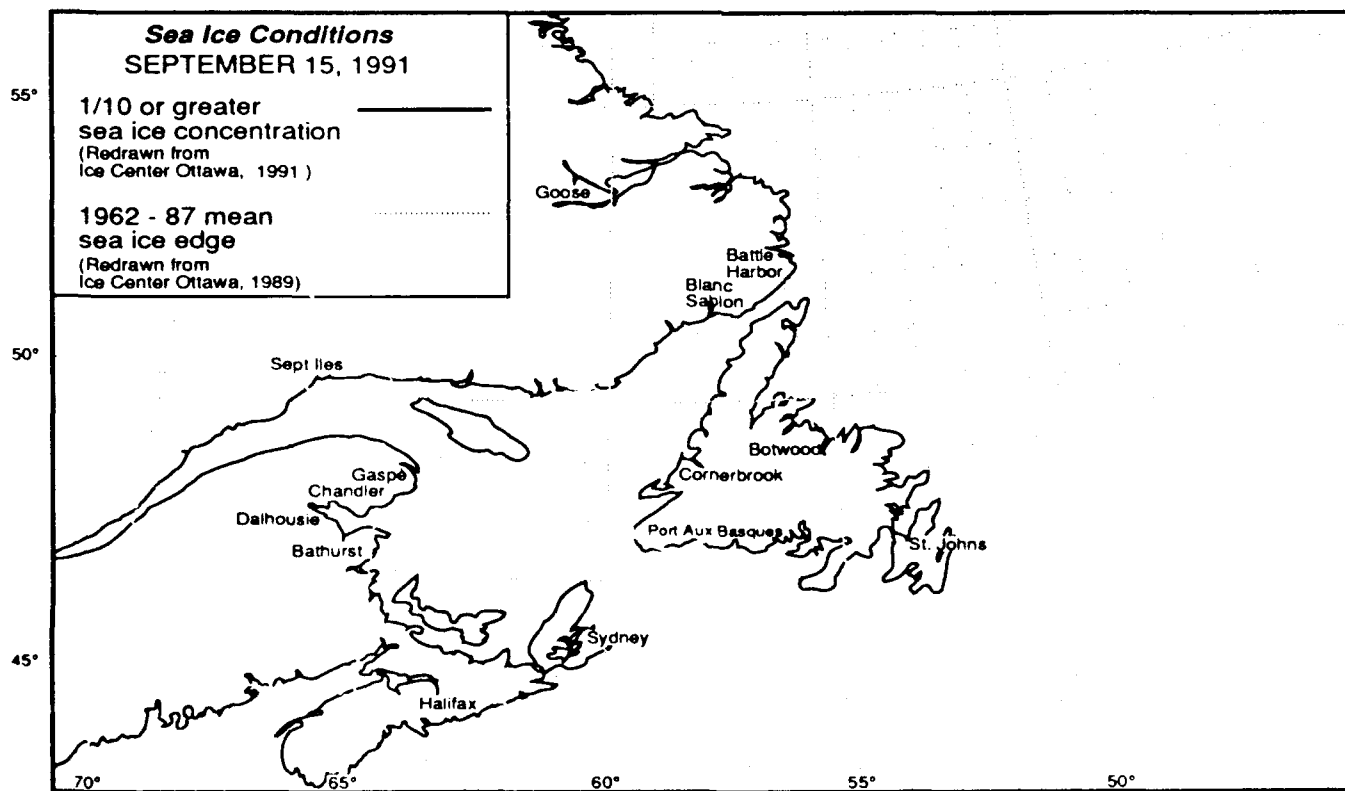 Sea Ice Conditions
SEPTEMBER 15, 1991
1/10 or greater
sea ice concentration
(Redrawn from
Ice Center Ottawa, 1991 )
1962 - 87 mean
sea ice edge
(Redrawn from
Ice Center Ottawa, 1989)
55°
50°
45°
Goose
Battle
Harbor
Blanc
Sablon
Sept Iles
Botwood
Cornerbrook
Gaspe
Chandler
Dalhousie
Port Aux Basques
St. Johns
Bathurst
Sydney
Halifax
70°
65°
60°
55°
50°